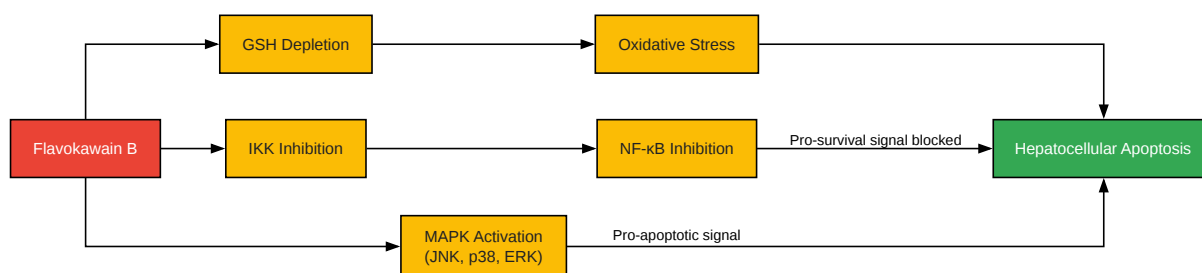 GSH Depletion
Oxidative Stress
Flavokawain B
IKK Inhibition
NF-κB Inhibition
Pro-survival signal blocked
Hepatocellular Apoptosis
MAPK Activation
(JNK, p38, ERK)
Pro-apoptotic signal